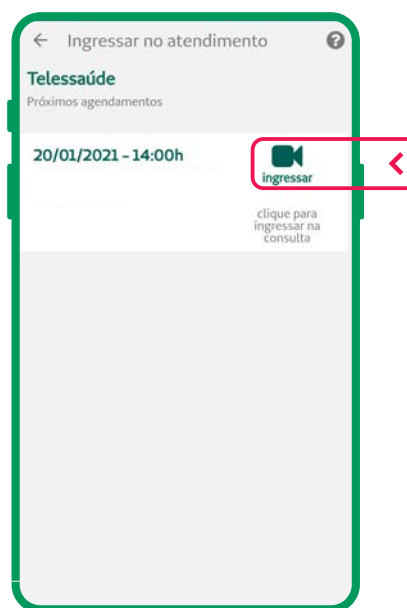 Ingressar no atendimento ?
Telessaúde
Próximos agendamentos
20/01/2021 – 14:00h
ingressar
clique para
ingressar na
consulta